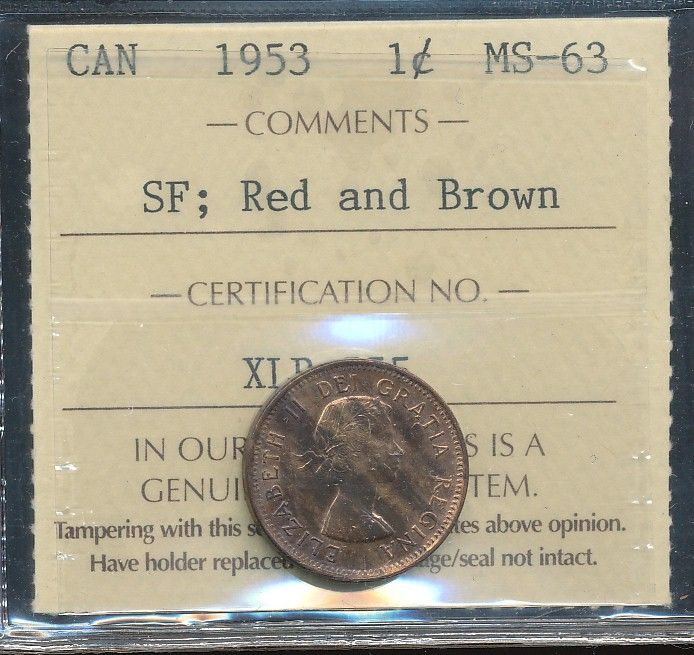 CAN 1953 1¢ MS-63
— COMMENTS —
SF; Red and Brown
— CERTIFICATION NO. —
IN OUR S IS A
GENUI TEM.
Tampering with this se tes above opinion.
Have holder replaced age/seal not intact.
ELIZABETH II DEI GRATIA REGINA